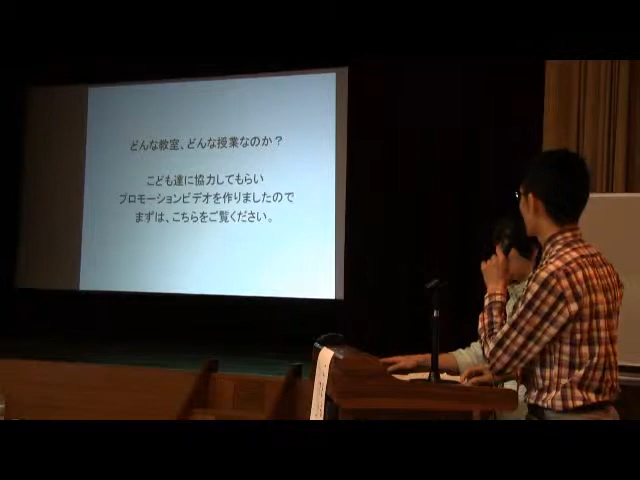 どんな教室、どんな授業なのか？
こども達に協力してもらい
プロモーションビデオを作りましたので
まずは、こちらをご覧ください。